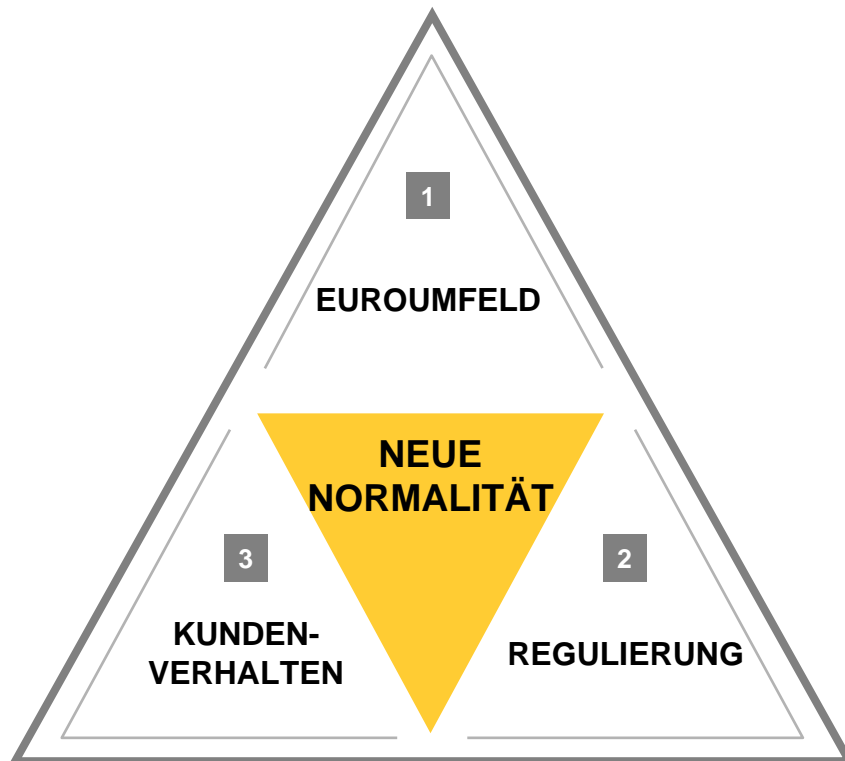 1
EUROUMFELD
NEUE
NORMALITÄT
3
KUNDEN-
VERHALTEN
2
REGULIERUNG